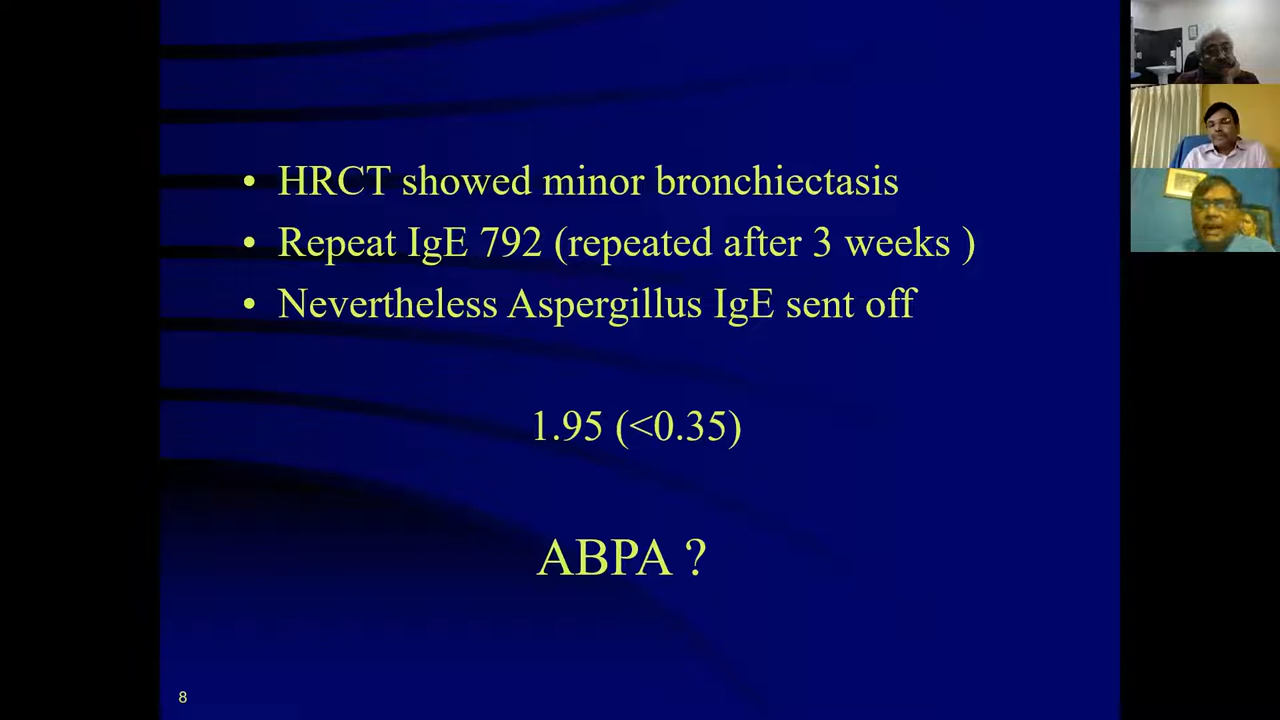 • HRCT showed minor bronchiectasis
• Repeat IgE 792 (repeated after 3 weeks )
• Nevertheless Aspergillus IgE sent off
1.95 (<0.35)
ABPA ?
8